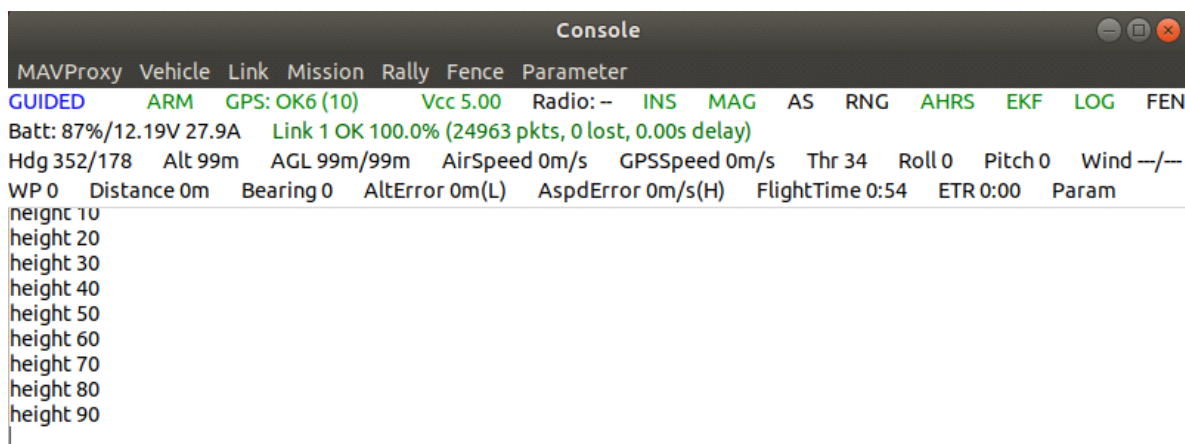 Console
MAVProxy Vehicle Link Mission Rally Fence Parameter
GUIDED ARM GPS: OK6 (10) Vcc 5.00 Radio: -- INS MAG AS RNG AHRS EKF LOG FEN
Batt: 87%/12.19V 27.9A Link 1 OK 100.0% (24963 pkts, 0 lost, 0.00s delay)
Hdg 352/178 Alt 99m AGL 99m/99m AirSpeed 0m/s GPSSpeed 0m/s Thr 34 Roll 0 Pitch 0 Wind ---/---
WP 0 Distance 0m Bearing 0 AltError 0m(L) AspdError 0m/s(H) FlightTime 0:54 ETR 0:00 Param
height 10
height 20
height 30
height 40
height 50
height 60
height 70
height 80
height 90